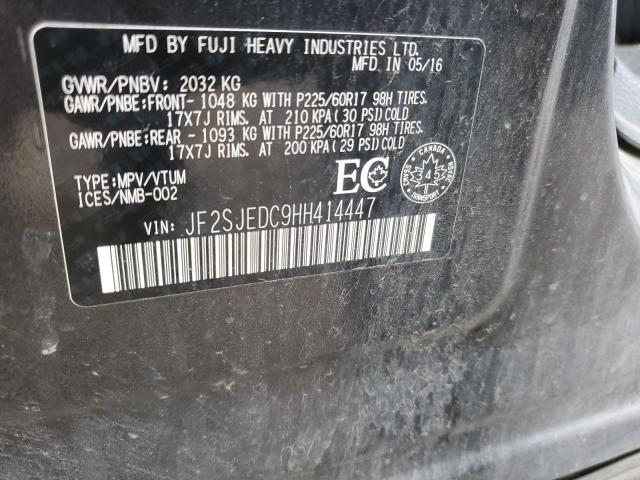 MFD BY FUJI HEAVY INDUSTRIES LTD.
MFD IN 05/16
GVWR/PNBV: 2032 KG
GAWR/PNBE:FRONT- 1048 KG WITH P225/60R17 98H TIRES.
17X7J RIMS. AT 210 KPA(30 PSI)COLD
GAWR/PNBE:REAR - 1093 KG WITH P225/60R17 98H TIRES.
17X7J RIMS. AT 200 KPA(29 PSI)COLD
TYPE:MPV/VTUM
ICES/NMB-002
EC
CANADA
345
VIN: JF2SJEDC9HH414447